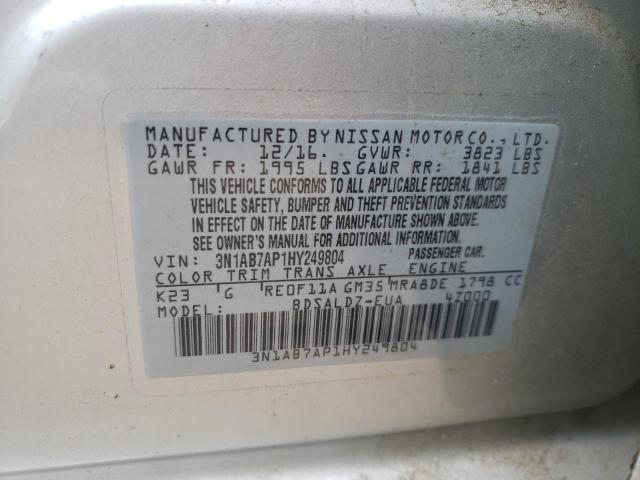 MANUFACTURED BY NISSAN MOTOR CO., LTD.
DATE: 12/16. GVWR: 3823 LBS
GAWR FR: 1995 LBS GAWR RR: 1841 LBS
THIS VEHICLE CONFORMS TO ALL APPLICABLE FEDERAL MOTOR
VEHICLE SAFETY, BUMPER AND THEFT PREVENTION STANDARDS
IN EFFECT ON THE DATE OF MANUFACTURE SHOWN ABOVE.
SEE OWNER'S MANUAL FOR ADDITIONAL INFORMATION
VIN: 3N1AB7AP1HY249804 PASSENGER CAR.
COLOR TRIM TRANS AXLE ENGINE
K23 G RE0F11A GM35 MRA8DE 1798 CC
MODEL: BDSALDZ-EUA 4Z000
3N1AB7AP1HY249804